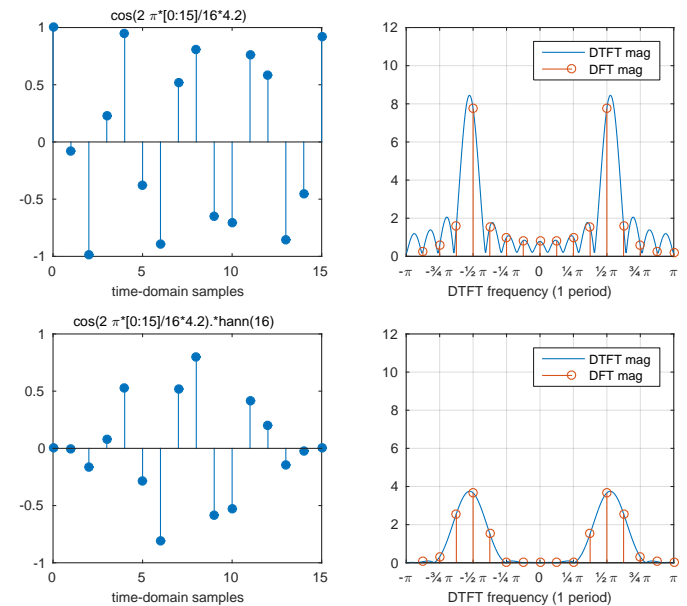 cos(2 π*[0:15]/16*4.2)
1
0.5
0
-0.5
-1
0 5 10 15
time-domain samples
12
10
8
6
4
2
0
DTFT mag
DFT mag
-π -¾ π -½ π -¼ π 0 ¼ π ½ π ¾ π π
DTFT frequency (1 period)
cos(2 π*[0:15]/16*4.2).*hann(16)
1
0.5
0
-0.5
-1
0 5 10 15
time-domain samples
12
10
8
6
4
2
0
DTFT mag
DFT mag
-π -¾ π -½ π -¼ π 0 ¼ π ½ π ¾ π π
DTFT frequency (1 period)